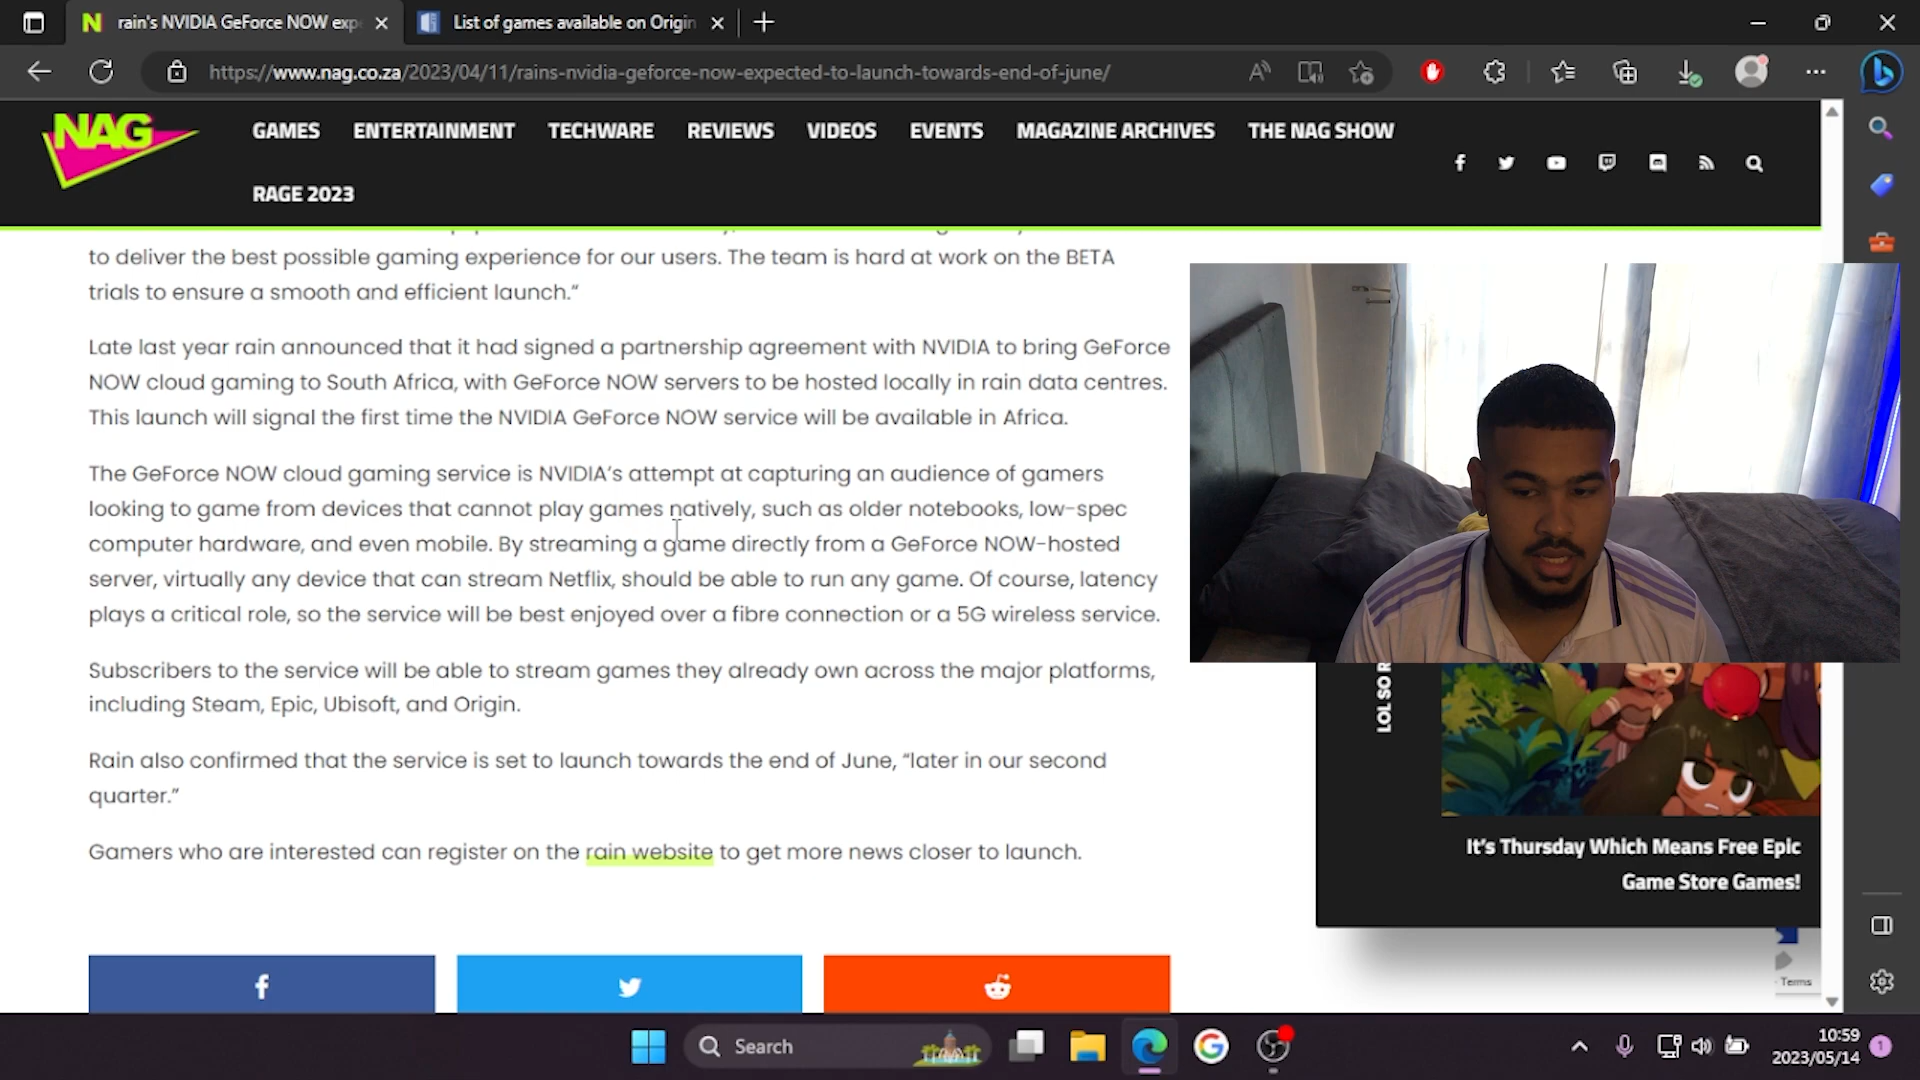 rain's NVIDIA GeForce NOW exp
List of games available on Origin
https://www.nag.co.za/2023/04/11/rains-nvidia-geforce-now-expected-to-launch-towards-end-of-june/
NAG
GAMES ENTERTAINMENT TECHWARE REVIEWS VIDEOS EVENTS MAGAZINE ARCHIVES THE NAG SHOW
RAGE 2023
to deliver the best possible gaming experience for our users. The team is hard at work on the BETA
trials to ensure a smooth and efficient launch.“
Late last year rain announced that it had signed a partnership agreement with NVIDIA to bring GeForce
NOW cloud gaming to South Africa, with GeForce NOW servers to be hosted locally in rain data centres.
This launch will signal the first time the NVIDIA GeForce NOW service will be available in Africa.
The GeForce NOW cloud gaming service is NVIDIA’s attempt at capturing an audience of gamers
looking to game from devices that cannot play games natively, such as older notebooks, low-spec
computer hardware, and even mobile. By streaming a game directly from a GeForce NOW-hosted
server, virtually any device that can stream Netflix, should be able to run any game. Of course, latency
plays a critical role, so the service will be best enjoyed over a fibre connection or a 5G wireless service.
Subscribers to the service will be able to stream games they already own across the major platforms,
including Steam, Epic, Ubisoft, and Origin.
Rain also confirmed that the service is set to launch towards the end of June, “later in our second
quarter.”
Gamers who are interested can register on the rain website to get more news closer to launch.
LOL SO R
It’s Thursday Which Means Free Epic
Game Store Games!
Terms
Search
10:59
2023/05/14
1